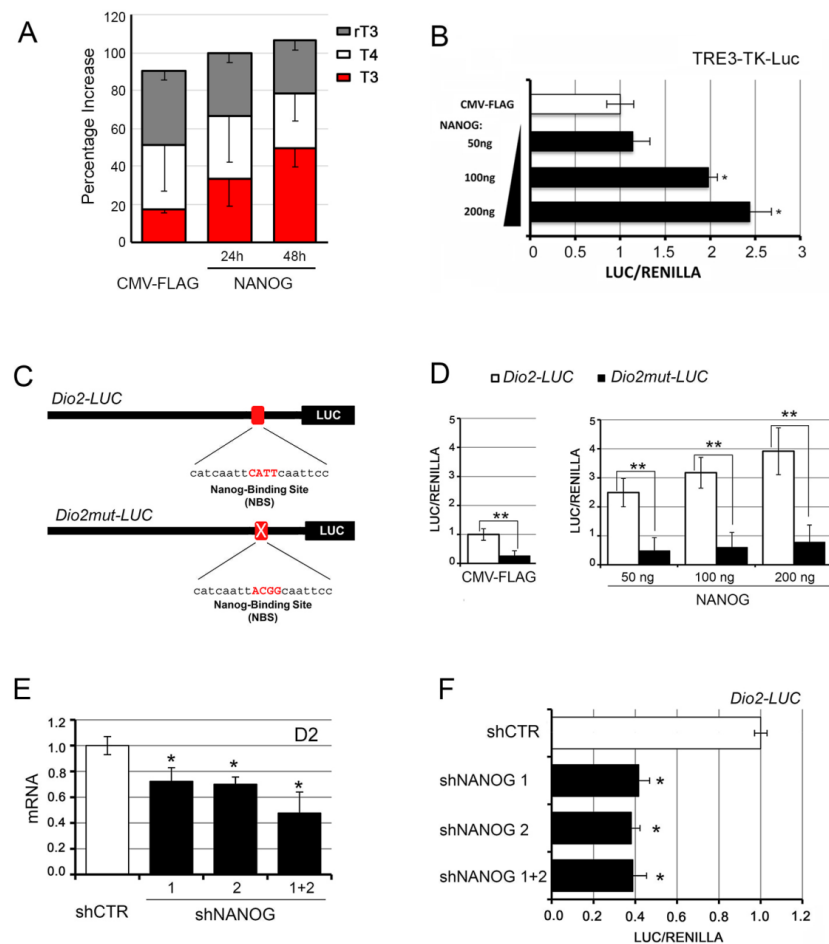 A
120
100
80
60
40
20
0
Percentage Increase
rT3
T4
T3
24h
48h
CMV-FLAG
NANOG
B
TRE3-TK-Luc
CMV-FLAG
NANOG:
50ng
100ng
*
200ng
*
0
0.5
1
1.5
2
2.5
3
LUC/RENILLA
C
Dio2-LUC
LUC
catcaattCATTcaattcc
Nanog-Binding Site
(NBS)
Dio2mut-LUC
X
LUC
catcaattACGGcaattcc
Nanog-Binding Site
(NBS)
D
Dio2-LUC
Dio2mut-LUC
5
4
3
2
1
0
LUC/RENILLA
**
CMV-FLAG
5
4
3
2
1
0
LUC/RENILLA
**
**
**
50 ng
100 ng
200 ng
NANOG
E
D2
1.2
1.0
0.8
0.6
0.4
0.2
0.0
mRNA
*
*
*
1
2
1+2
shCTR
shNANOG
F
Dio2-LUC
shCTR
shNANOG 1
*
shNANOG 2
*
shNANOG 1+2
*
0.0
0.2
0.4
0.6
0.8
1.0
1.2
LUC/RENILLA